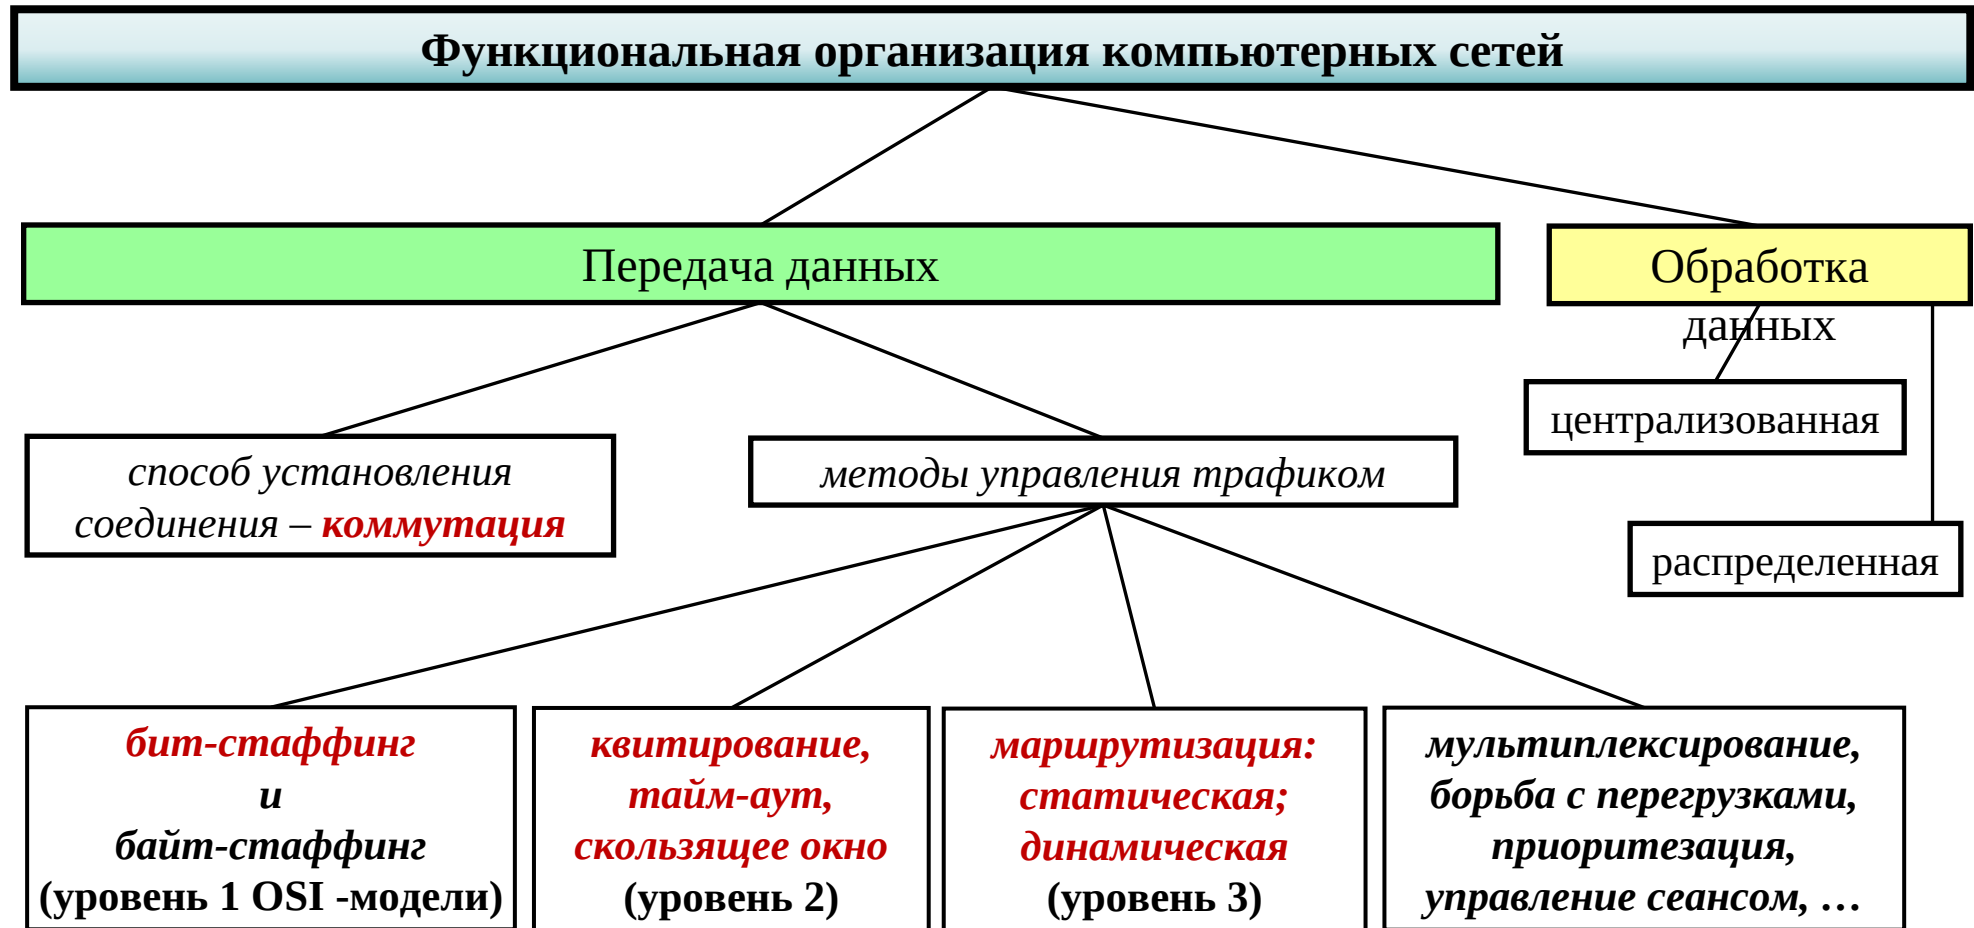 Функциональная организация компьютерных сетей
Передача данных
Обработка
данных
централизованная
способ установления
соединения – коммутация
методы управления трафиком
распределенная
бит-стаффинг
и
байт-стаффинг
(уровень 1 OSI -модели)
квитирование,
тайм-аут,
скользящее окно
(уровень 2)
маршрутизация:
статическая;
динамическая
(уровень 3)
мультиплексирование,
борьба с перегрузками,
приоритезация,
управление сеансом, …